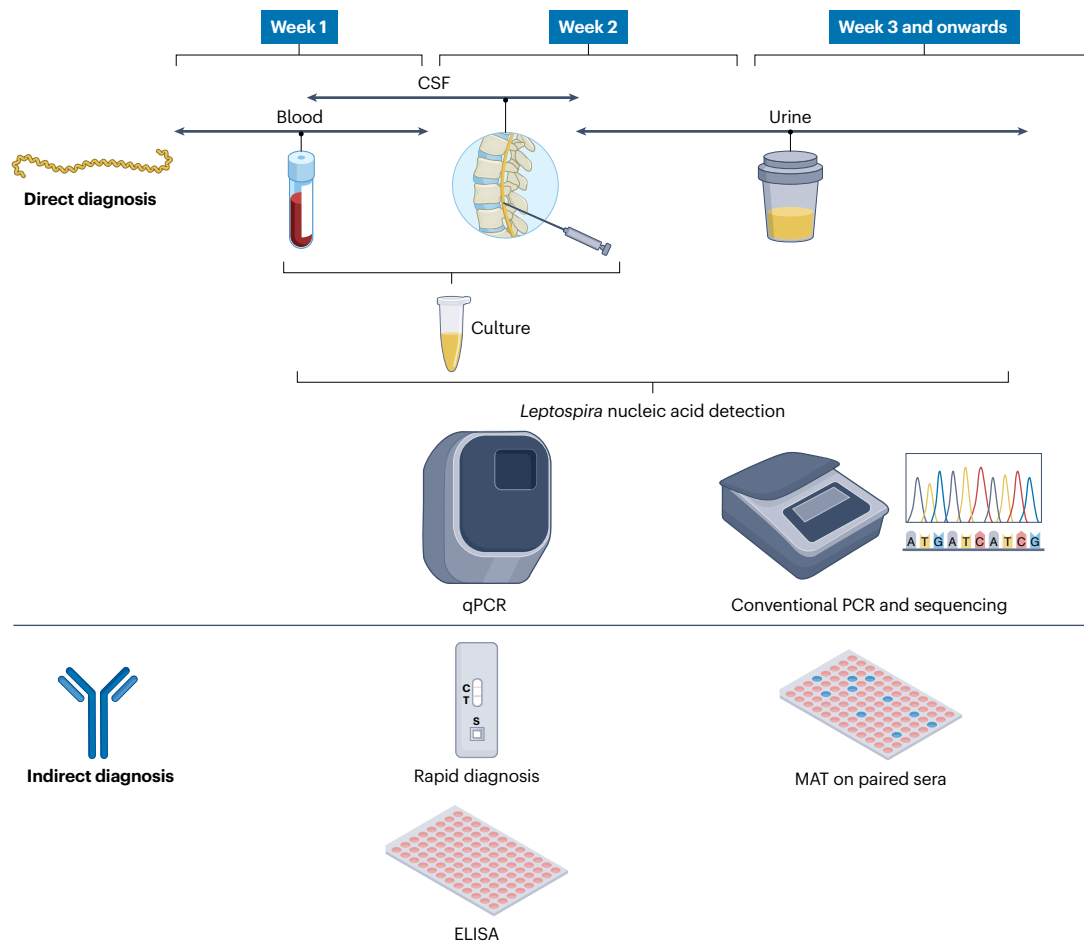 Week 1
Week 2
Week 3 and onwards
CSF
Blood
Urine
Direct diagnosis
Culture
Leptospira nucleic acid detection
A T G A T C A T C G
qPCR
Conventional PCR and sequencing
C
T
S
Indirect diagnosis
Rapid diagnosis
MAT on paired sera
ELISA